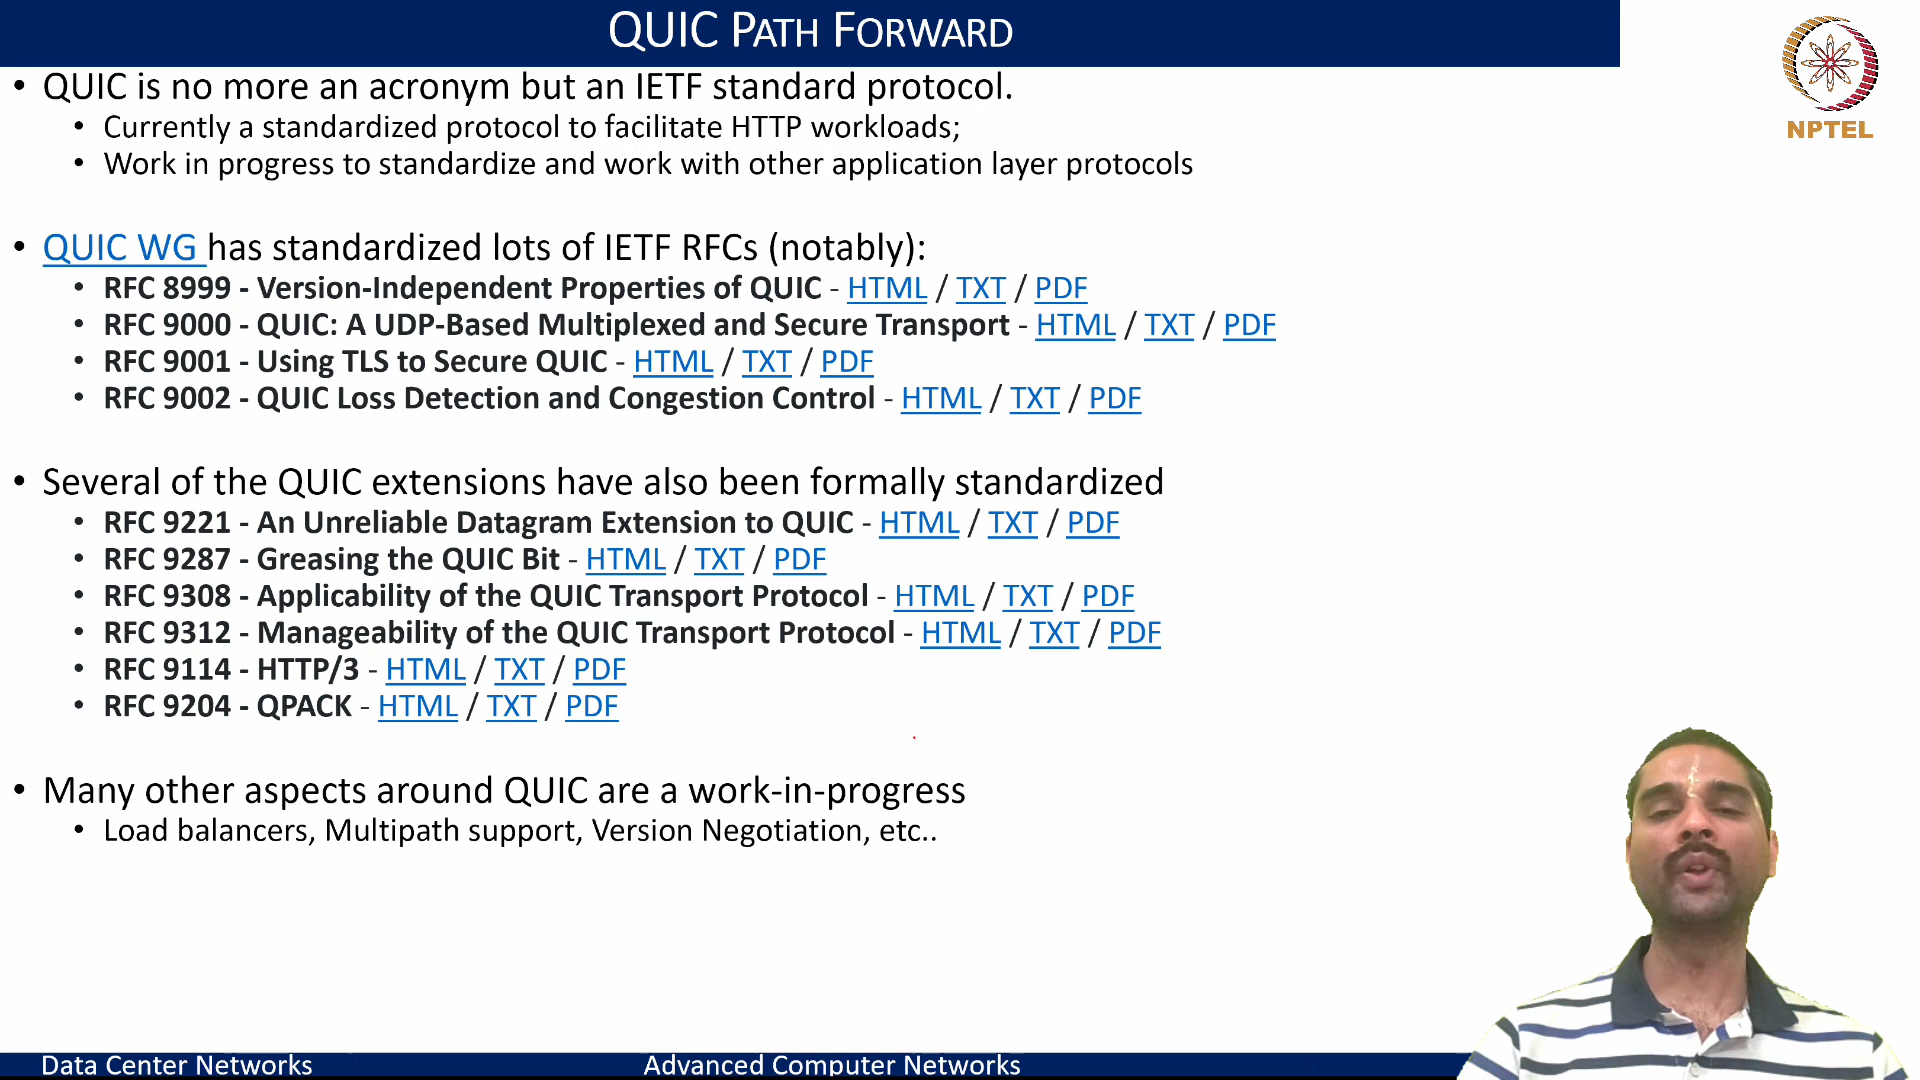 QUIC PATH FORWARD
NPTEL
• QUIC is no more an acronym but an IETF standard protocol.
• Currently a standardized protocol to facilitate HTTP workloads;
• Work in progress to standardize and work with other application layer protocols
• QUIC WG has standardized lots of IETF RFCs (notably):
• RFC 8999 - Version-Independent Properties of QUIC - HTML / TXT / PDF
• RFC 9000 - QUIC: A UDP-Based Multiplexed and Secure Transport - HTML / TXT / PDF
• RFC 9001 - Using TLS to Secure QUIC - HTML / TXT / PDF
• RFC 9002 - QUIC Loss Detection and Congestion Control - HTML / TXT / PDF
• Several of the QUIC extensions have also been formally standardized
• RFC 9221 - An Unreliable Datagram Extension to QUIC - HTML / TXT / PDF
• RFC 9287 - Greasing the QUIC Bit - HTML / TXT / PDF
• RFC 9308 - Applicability of the QUIC Transport Protocol - HTML / TXT / PDF
• RFC 9312 - Manageability of the QUIC Transport Protocol - HTML / TXT / PDF
• RFC 9114 - HTTP/3 - HTML / TXT / PDF
• RFC 9204 - QPACK - HTML / TXT / PDF
• Many other aspects around QUIC are a work-in-progress
• Load balancers, Multipath support, Version Negotiation, etc..
Data Center Networks
Advanced Computer Networks